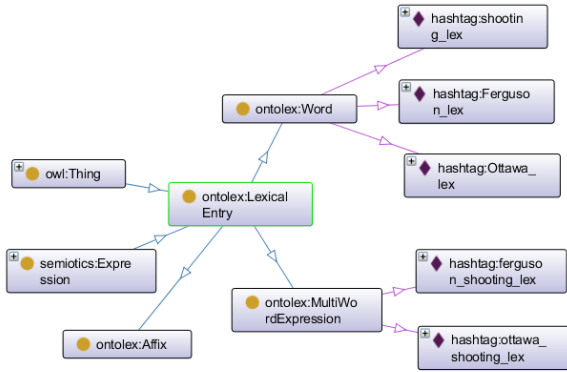 hashtag:shootin
g_lex
ontolex:Word
hashtag:Ferguso
n_lex
hashtag:Ottawa_
lex
owl:Thing
ontolex:Lexical
Entry
semiotics:Expre
ssion
ontolex:MultiWo
rdExpression
hashtag:ferguso
n_shooting_lex
ontolex:Affix
hashtag:ottawa_
shooting_lex